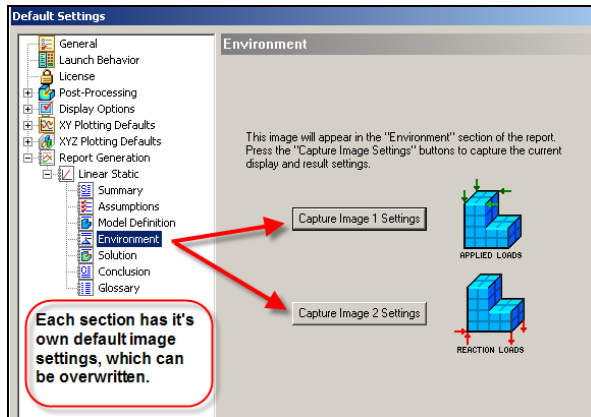 Default Settings
General
Launch Behavior
License
Post-Processing
Display Options
XY Plotting Defaults
XYZ Plotting Defaults
Report Generation
Linear Static
Summary
Assumptions
Model Definition
Environment
Solution
Conclusion
Glossary
Each section has it's
own default image
settings, which can
be overwritten.
Environment
This image will appear in the "Environment" section of the report.
Press the "Capture Image Settings" buttons to capture the current
display and result settings.
Capture Image 1 Settings
APPLIED LOADS
Capture Image 2 Settings
REACTION LOADS